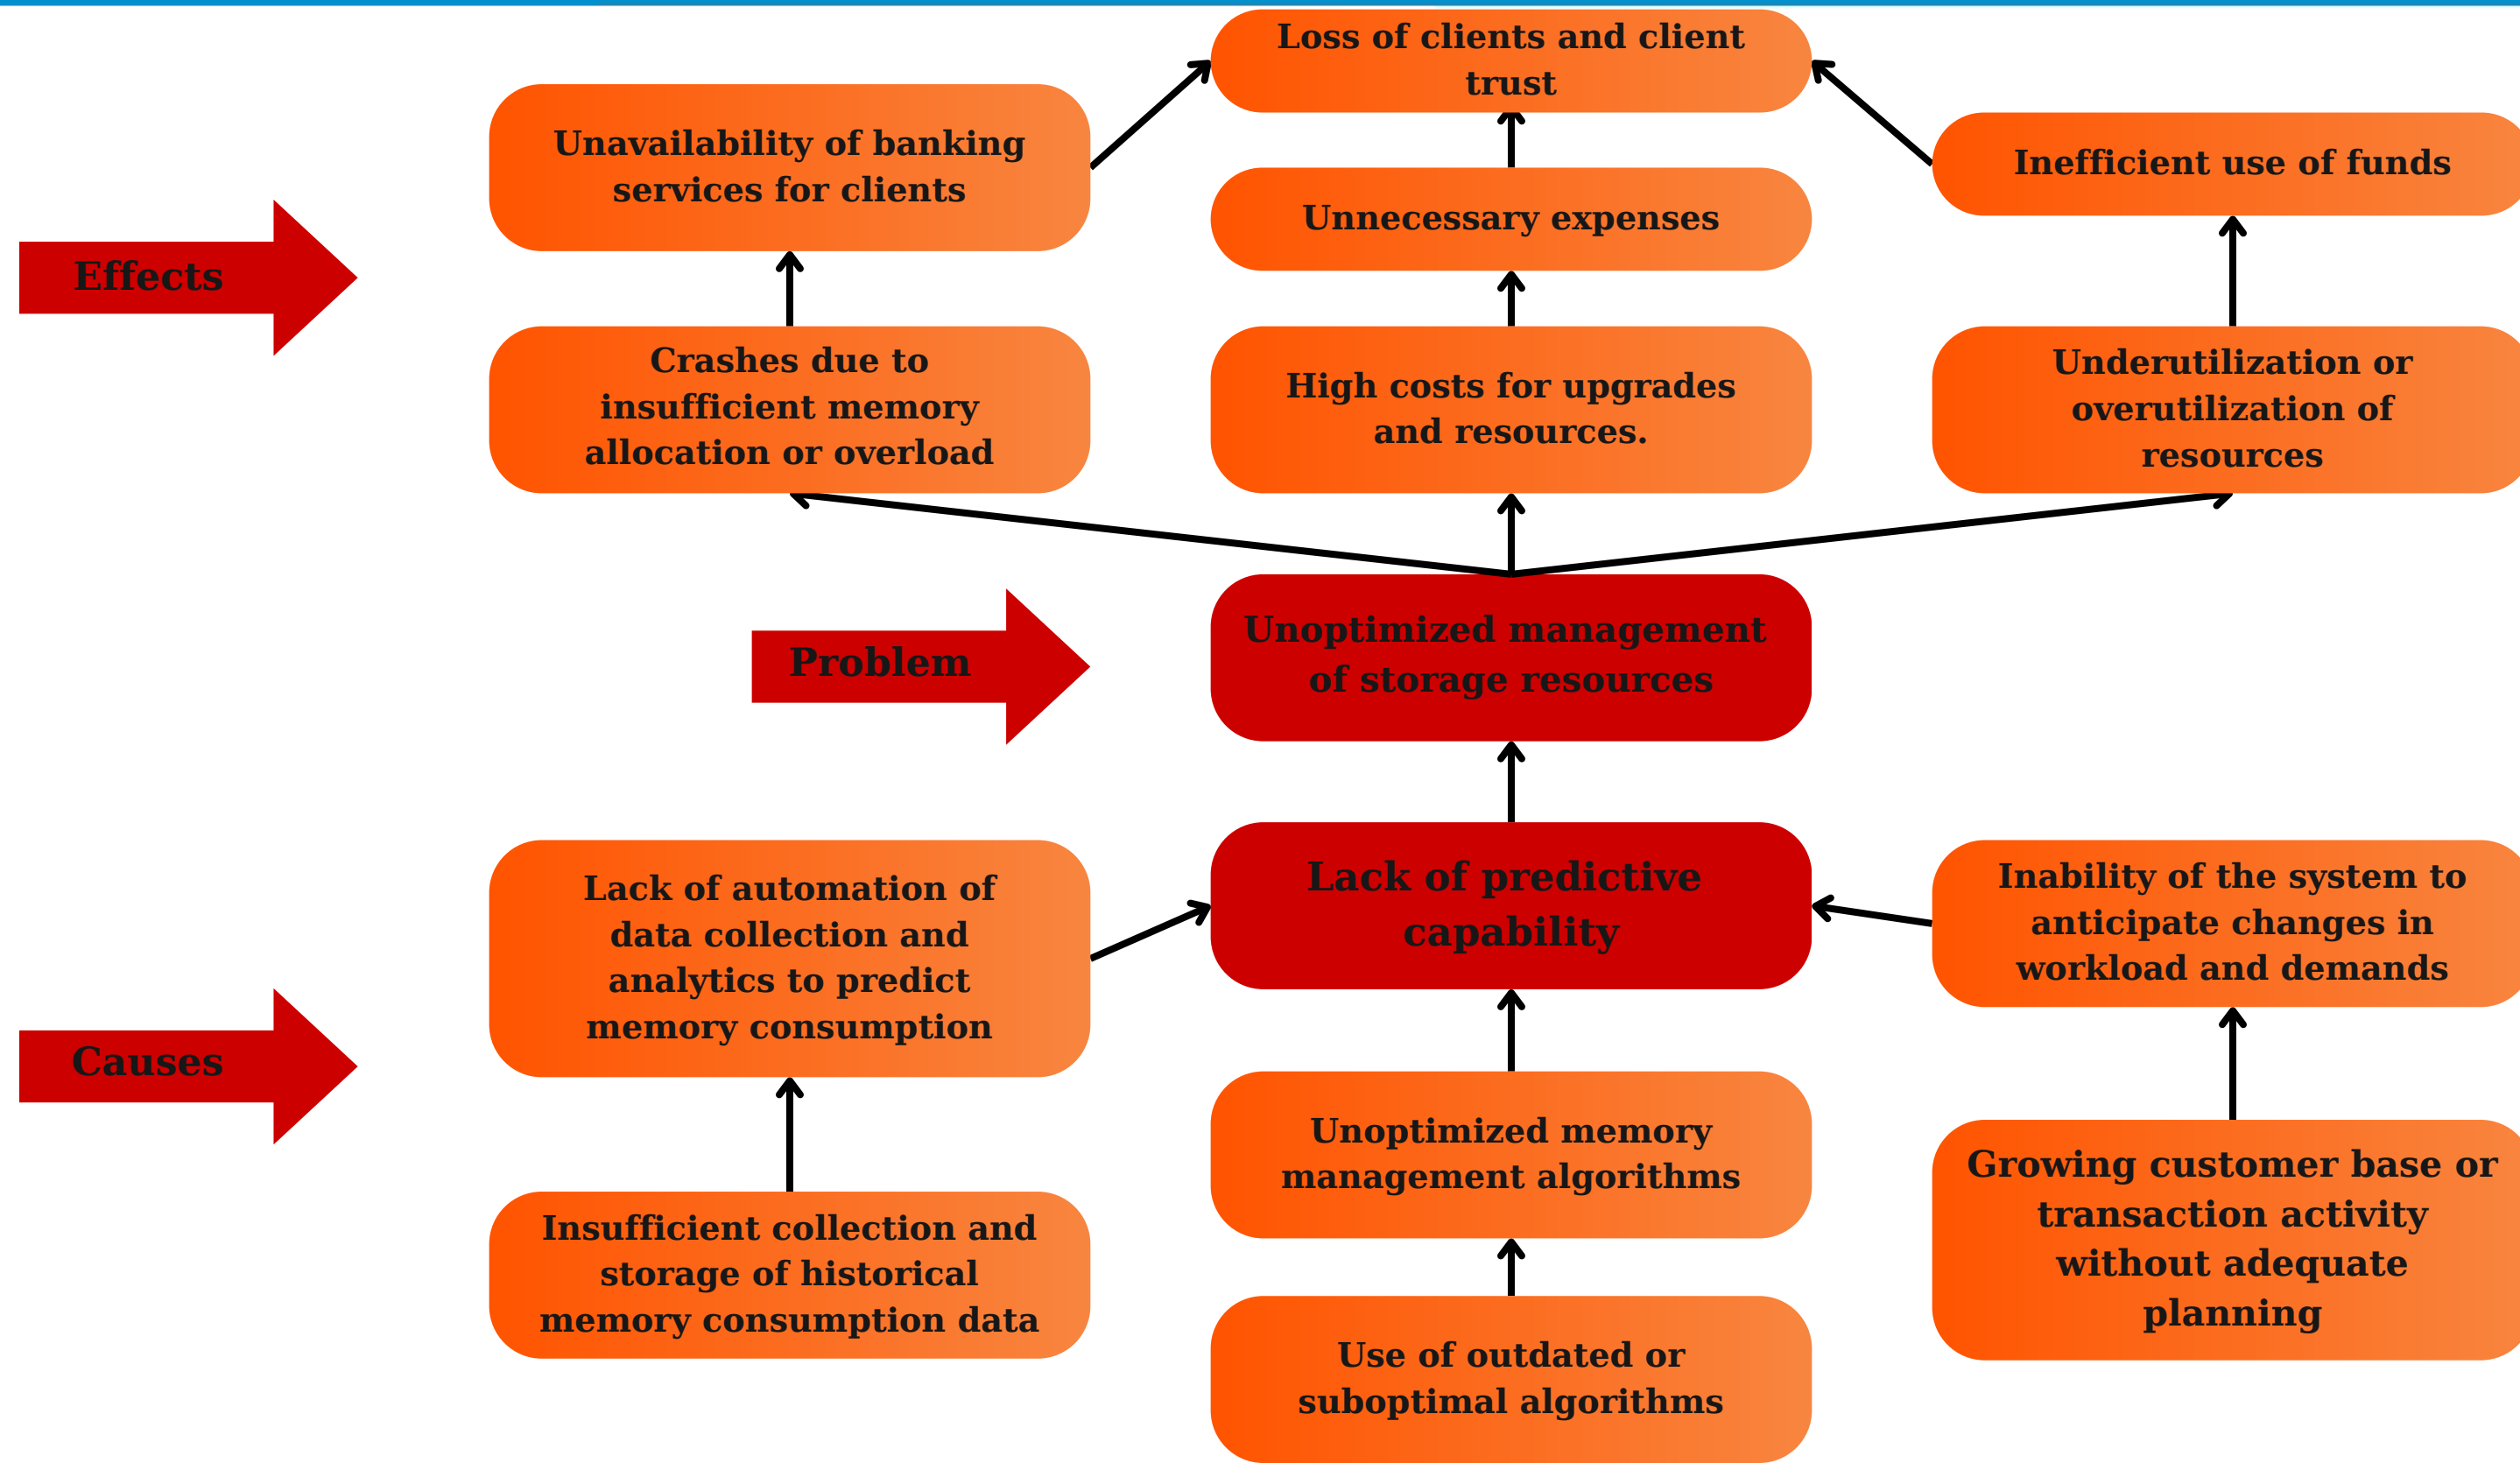 Loss of clients and client
trust
Unavailability of banking
services for clients
Unnecessary expenses
Inefficient use of funds
Effects
Crashes due to
insufficient memory
allocation or overload
High costs for upgrades
and resources.
Underutilization or
overutilization of
resources
Problem
Unoptimized management
of storage resources
Lack of automation of
data collection and
analytics to predict
memory consumption
Lack of predictive
capability
Inability of the system to
anticipate changes in
workload and demands
Causes
Unoptimized memory
management algorithms
Growing customer base or
transaction activity
without adequate
planning
Insufficient collection and
storage of historical
memory consumption data
Use of outdated or
suboptimal algorithms